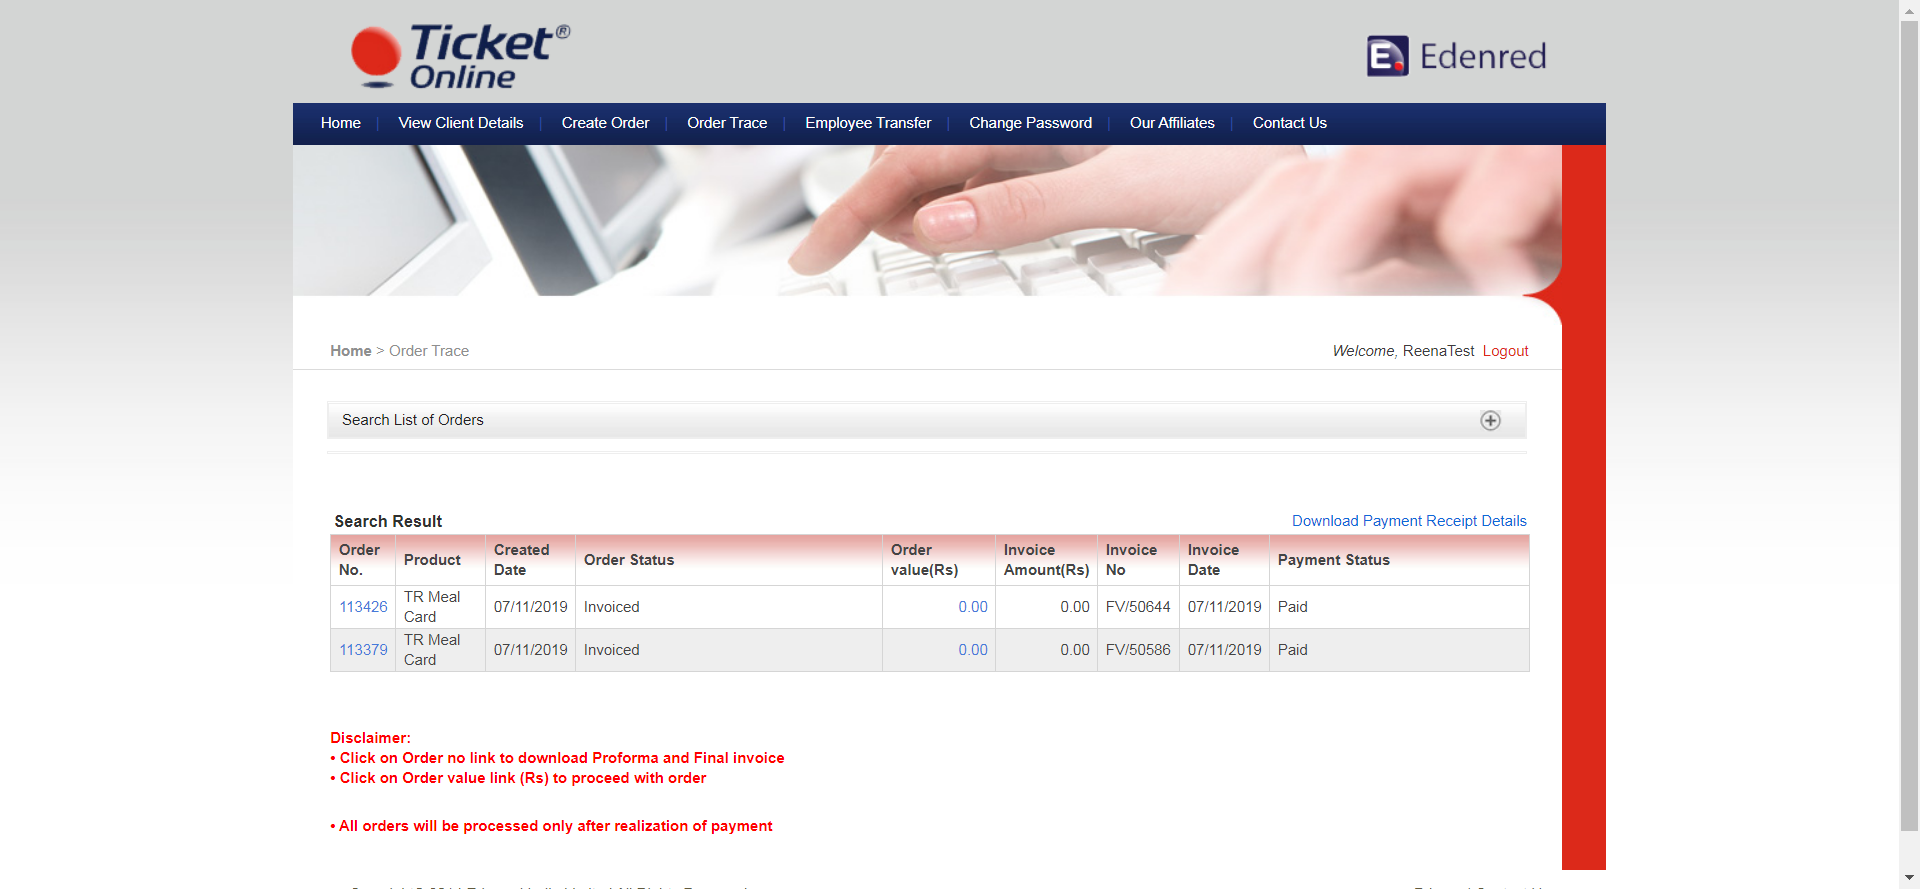 Ticket®
Online
Edenred
Home | View Client Details | Create Order | Order Trace | Employee Transfer | Change Password | Our Affiliates | Contact Us
Home > Order Trace
Welcome, ReenaTest Logout
Search List of Orders
Search Result
Download Payment Receipt Details
Order No. Product Created Date Order Status Order value(Rs) Invoice Amount(Rs) Invoice No Invoice Date Payment Status
113426 TR Meal Card 07/11/2019 Invoiced 0.00 0.00 FV/50644 07/11/2019 Paid
113379 TR Meal Card 07/11/2019 Invoiced 0.00 0.00 FV/50586 07/11/2019 Paid
Disclaimer:
• Click on Order no link to download Proforma and Final invoice
• Click on Order value link (Rs) to proceed with order
• All orders will be processed only after realization of payment